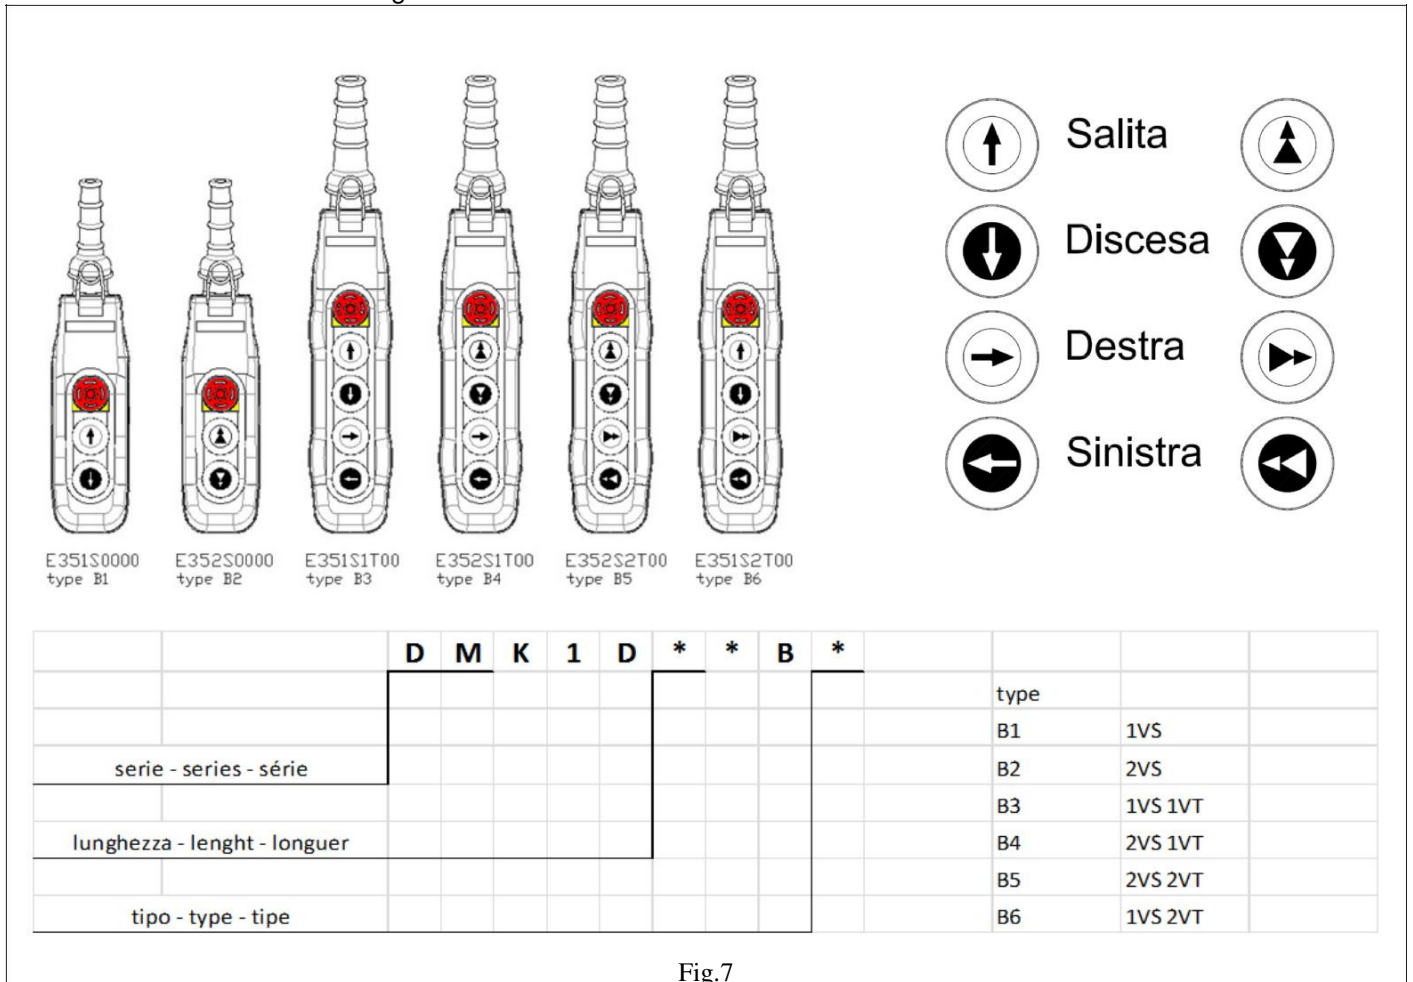 Salita
Discesa
Destra
Sinistra
E351S0000
type B1
E352S0000
type B2
E351S1T00
type B3
E352S1T00
type B4
E352S2T00
type B5
E351S2T00
type B6
D M K 1 D * * B *
type
B1 1VS
serie - series - série
B2 2VS
B3 1VS 1VT
lunghezza - lenght - longuer
B4 2VS 1VT
B5 2VS 2VT
tipo - type - tipe
B6 1VS 2VT
Fig.7